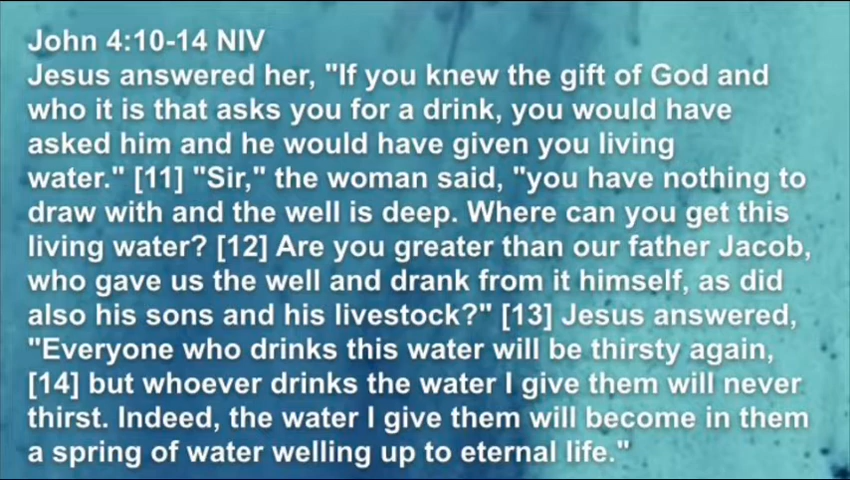 John 4:10-14 NIV
Jesus answered her, "If you knew the gift of God and
who it is that asks you for a drink, you would have
asked him and he would have given you living
water." [11] "Sir," the woman said, "you have nothing to
draw with and the well is deep. Where can you get this
living water? [12] Are you greater than our father Jacob,
who gave us the well and drank from it himself, as did
also his sons and his livestock?" [13] Jesus answered,
"Everyone who drinks this water will be thirsty again,
[14] but whoever drinks the water I give them will never
thirst. Indeed, the water I give them will become in them
a spring of water welling up to eternal life."